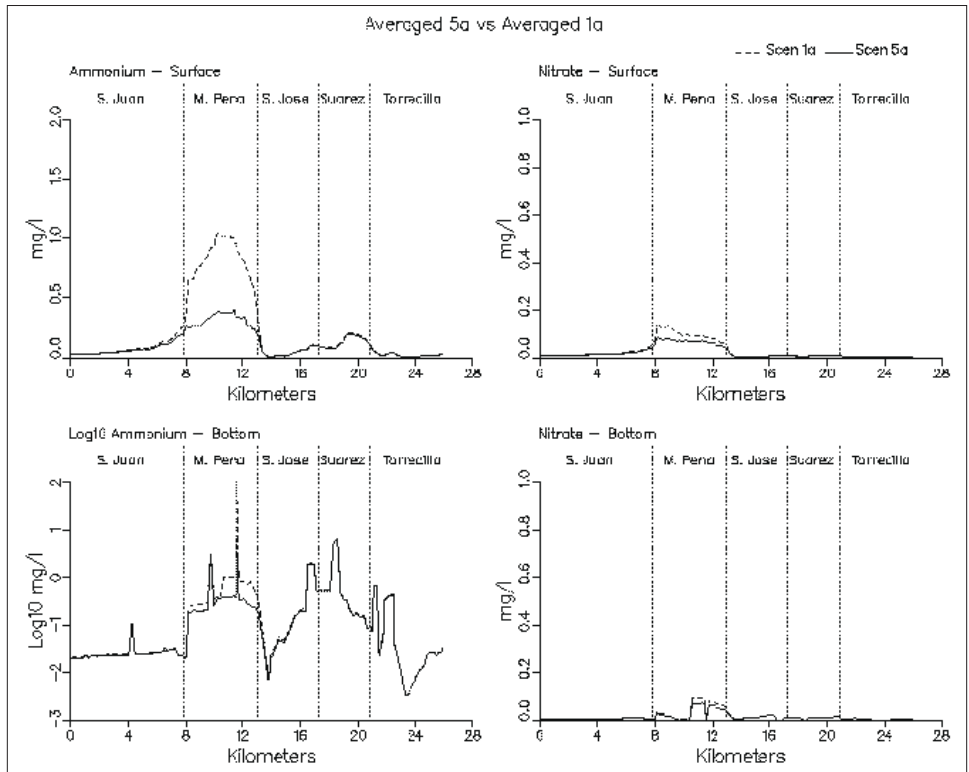 Averaged 5a vs Averaged 1a
Scen 1a Scen 5a
Ammonium – Surface
S. Juan M. Pena S. Jose Suarez Torrecilla
2.0
1.5
1.0
0.5
0.0
mg/l
0 4 8 12 16 20 24 28
Kilometers
Nitrate – Surface
S. Juan M. Pena S. Jose Suarez Torrecilla
1.0
0.8
0.6
0.4
0.2
0.0
mg/l
0 4 8 12 16 20 24 28
Kilometers
Log10 Ammonium – Bottom
S. Juan M. Pena S. Jose Suarez Torrecilla
2
1
0
-1
-2
-3
Log10 mg/l
0 4 8 12 16 20 24 28
Kilometers
Nitrate – Bottom
S. Juan M. Pena S. Jose Suarez Torrecilla
1.0
0.8
0.6
0.4
0.2
0.0
mg/l
0 4 8 12 16 20 24 28
Kilometers